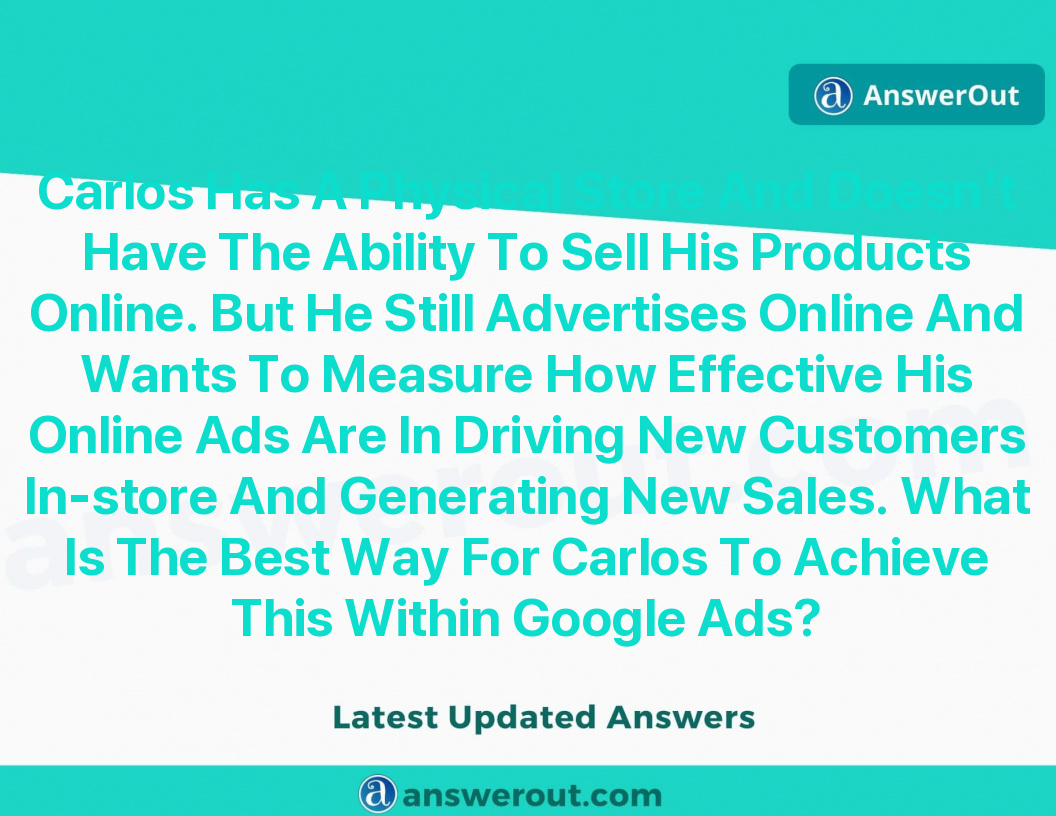 AnswerOut
Carlos Has A Physical Store And Doesn't
Have The Ability To Sell His Products
Online. But He Still Advertises Online And
Wants To Measure How Effective His
Online Ads Are In Driving New Customers
In-store And Generating New Sales. What
Is The Best Way For Carlos To Achieve
This Within Google Ads?
answerout.com
Latest Updated Answers
answerout.com